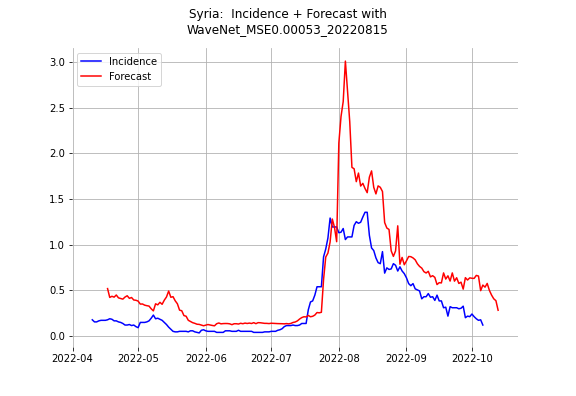 Syria:  Incidence + Forecast with
WaveNet_MSE0.00053_20220815
Incidence
Forecast
3.0
2.5
2.0
1.5
1.0
0.5
0.0
2022-04 2022-05 2022-06 2022-07 2022-08 2022-09 2022-10